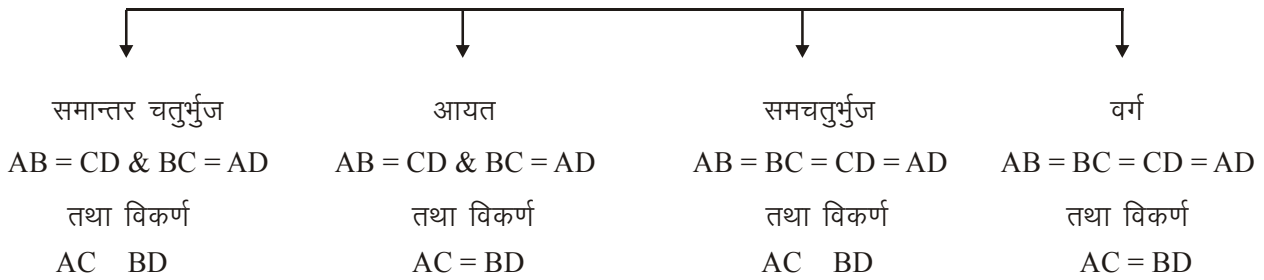 समान्तर चतुर्भुज आयत समचतुर्भुज वर्ग
AB = CD & BC = AD AB = CD & BC = AD AB = BC = CD = AD AB = BC = CD = AD
तथा विकर्ण तथा विकर्ण तथा विकर्ण तथा विकर्ण
AC BD AC = BD AC BD AC = BD